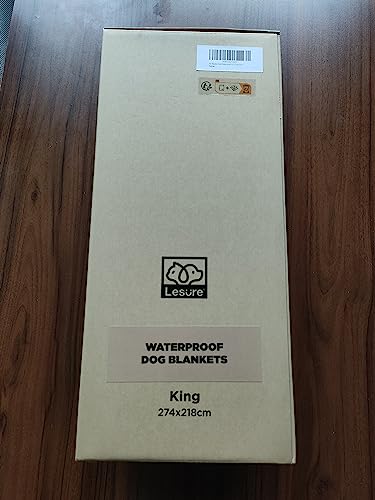 Lesure
WATERPROOF
DOG BLANKETS
King
274x218cm